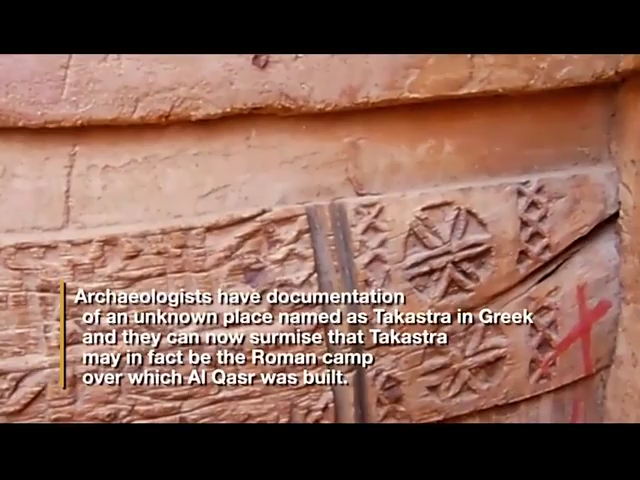 Archaeologists have documentation
of an unknown place named as Takastra in Greek
and they can now surmise that Takastra
may in fact be the Roman camp
over which Al Qasr was built.